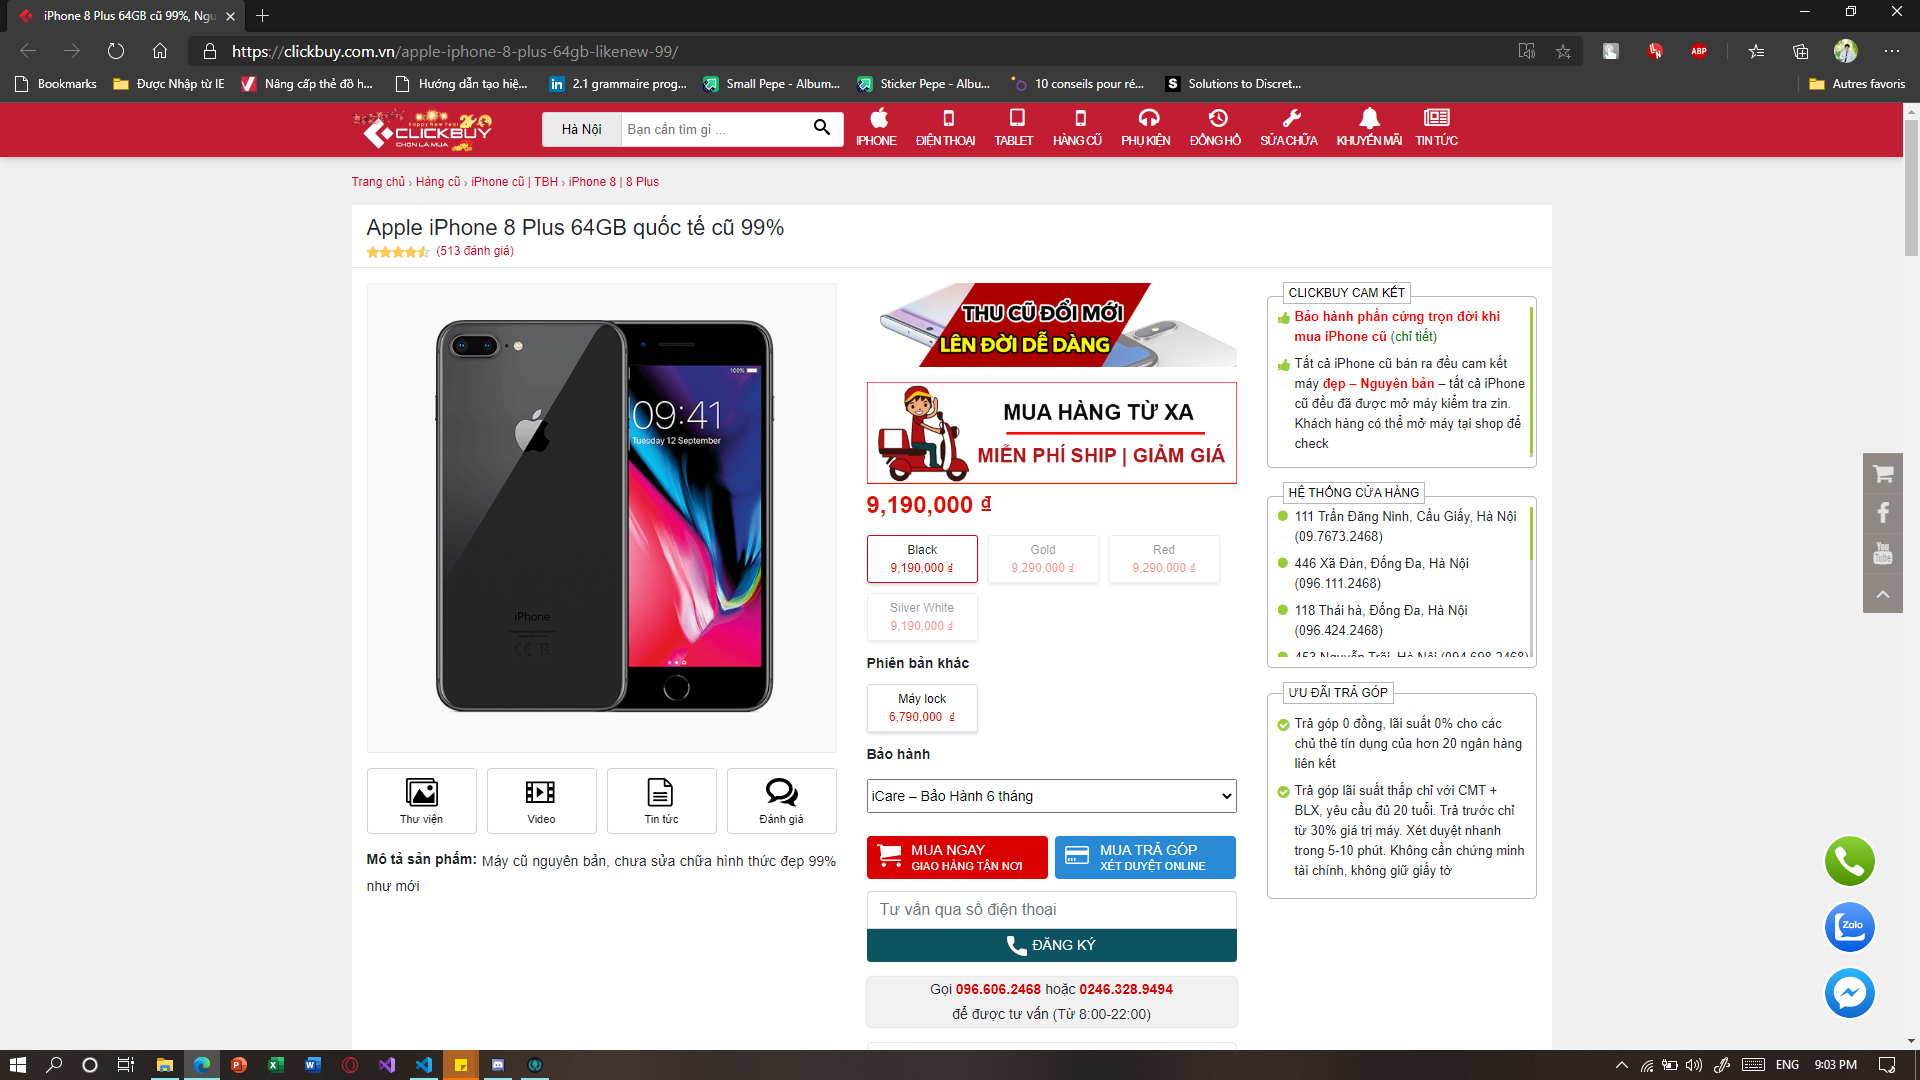 iPhone 8 Plus 64GB cũ 99%, Ngu
https://clickbuy.com.vn/apple-iphone-8-plus-64gb-likenew-99/
ABP
Bookmarks
Được Nhập từ IE
Nâng cấp thẻ đồ h...
Hướng dẫn tạo hiệ...
2.1 grammaire prog...
Small Pepe - Album...
Sticker Pepe - Albu...
10 conseils pour ré...
Solutions to Discret...
Autres favoris
Happy New Year
CLICKBUY
CHỌN LÀ MUA
Hà Nội
Bạn cần tìm gì ...
IPHONE
ĐIỆN THOẠI
TABLET
HÀNG CŨ
PHỤ KIỆN
ĐỒNG HỒ
SỬA CHỮA
KHUYẾN MÃI
TIN TỨC
Trang chủ › Hàng cũ › iPhone cũ | TBH › iPhone 8 | 8 Plus
Apple iPhone 8 Plus 64GB quốc tế cũ 99%
(513 đánh giá)
100%
09:41
Tuesday 12 September
iPhone
Thư viện
Video
Tin tức
Đánh giá
Mô tả sản phẩm: Máy cũ nguyên bản, chưa sửa chữa hình thức đẹp 99%
như mới
THU CŨ ĐỔI MỚI
LÊN ĐỜI DỄ DÀNG
MUA HÀNG TỪ XA
MIỄN PHÍ SHIP | GIẢM GIÁ
9,190,000 ₫
Black
9,190,000 ₫
Gold
9,290,000 ₫
Red
9,290,000 ₫
Silver White
9,190,000 ₫
Phiên bản khác
Máy lock
6,790,000 ₫
Bảo hành
iCare – Bảo Hành 6 tháng
MUA NGAY
GIAO HÀNG TẬN NƠI
MUA TRẢ GÓP
XÉT DUYỆT ONLINE
Tư vấn qua số điện thoại
ĐĂNG KÝ
Gọi 096.606.2468 hoặc 0246.328.9494
để được tư vấn (Từ 8:00-22:00)
CLICKBUY CAM KẾT
Bảo hành phần cứng trọn đời khi
mua iPhone cũ (chi tiết)
Tất cả iPhone cũ bán ra đều cam kết
máy đẹp – Nguyên bản – tất cả iPhone
cũ đều đã được mở máy kiểm tra zin.
Khách hàng có thể mở máy tại shop để
check
HỆ THỐNG CỬA HÀNG
111 Trần Đăng Ninh, Cầu Giấy, Hà Nội
(09.7673.2468)
446 Xã Đàn, Đống Đa, Hà Nội
(096.111.2468)
118 Thái hà, Đống Đa, Hà Nội
(096.424.2468)
453 Nguyễn Trãi, Hà Nội (094.698.2468)
ƯU ĐÃI TRẢ GÓP
Trả góp 0 đồng, lãi suất 0% cho các
chủ thẻ tín dụng của hơn 20 ngân hàng
liên kết
Trả góp lãi suất thấp chỉ với CMT +
BLX, yêu cầu đủ 20 tuổi. Trả trước chỉ
từ 30% giá trị máy. Xét duyệt nhanh
trong 5-10 phút. Không cần chứng minh
tài chính, không giữ giấy tờ
You
Tube
Zalo
ENG
9:03 PM